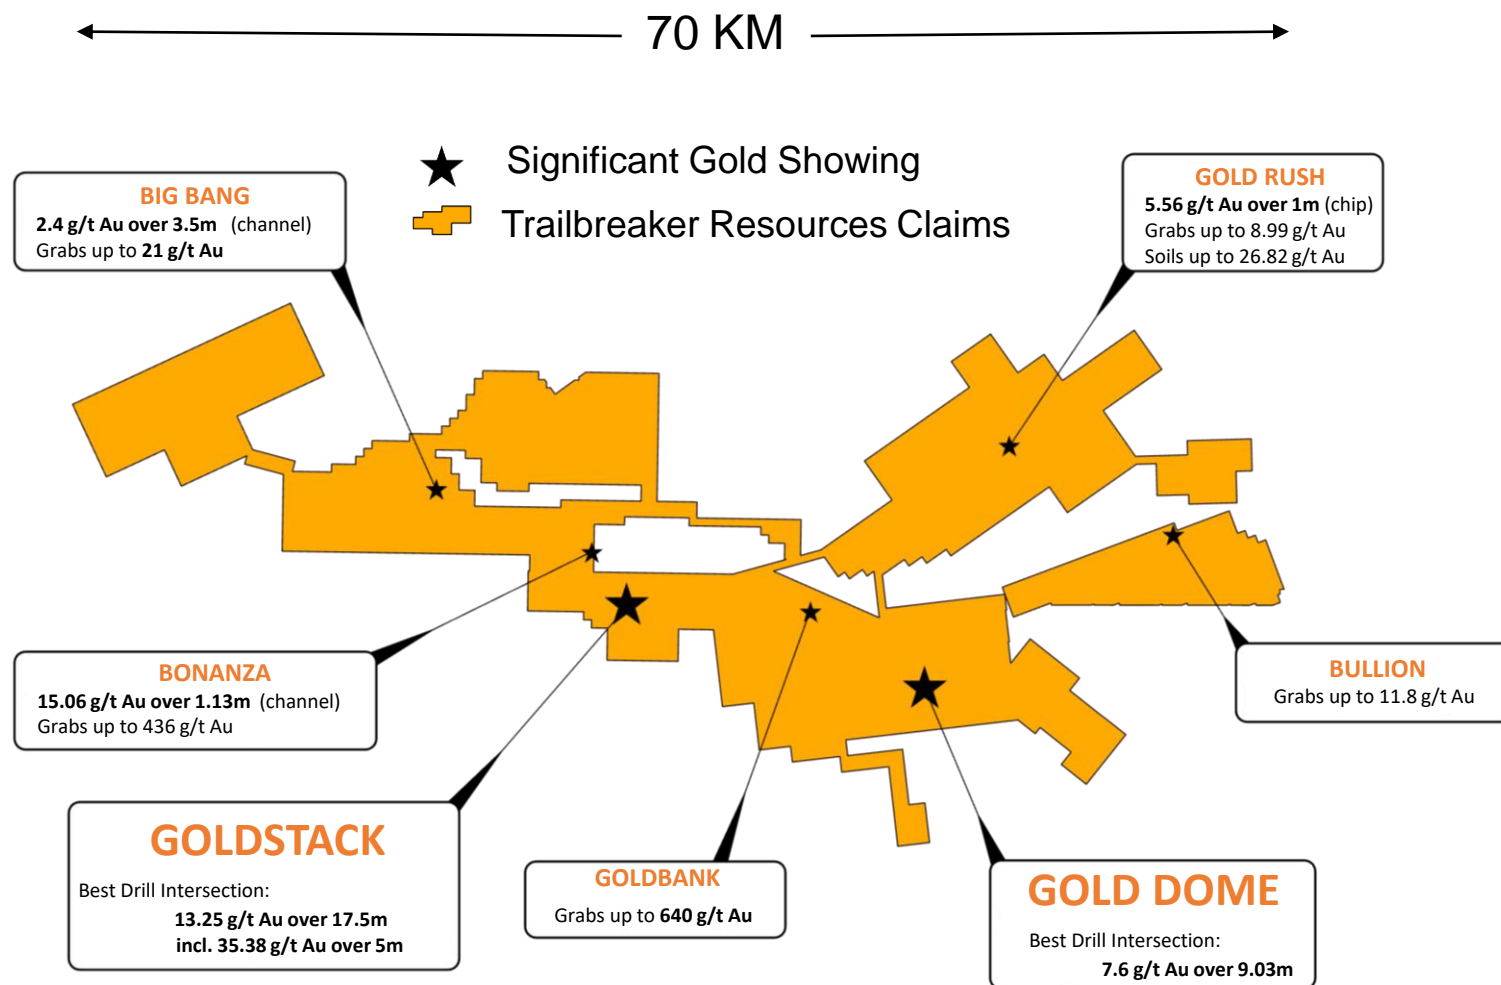 70 KM
Significant Gold Showing
Trailbreaker Resources Claims
BIG BANG
2.4 g/t Au over 3.5m (channel)
Grabs up to 21 g/t Au
GOLD RUSH
5.56 g/t Au over 1m (chip)
Grabs up to 8.99 g/t Au
Soils up to 26.82 g/t Au
BONANZA
15.06 g/t Au over 1.13m (channel)
Grabs up to 436 g/t Au
BULLION
Grabs up to 11.8 g/t Au
GOLDSTACK
Best Drill Intersection:
13.25 g/t Au over 17.5m
incl. 35.38 g/t Au over 5m
GOLDBANK
Grabs up to 640 g/t Au
GOLD DOME
Best Drill Intersection:
7.6 g/t Au over 9.03m